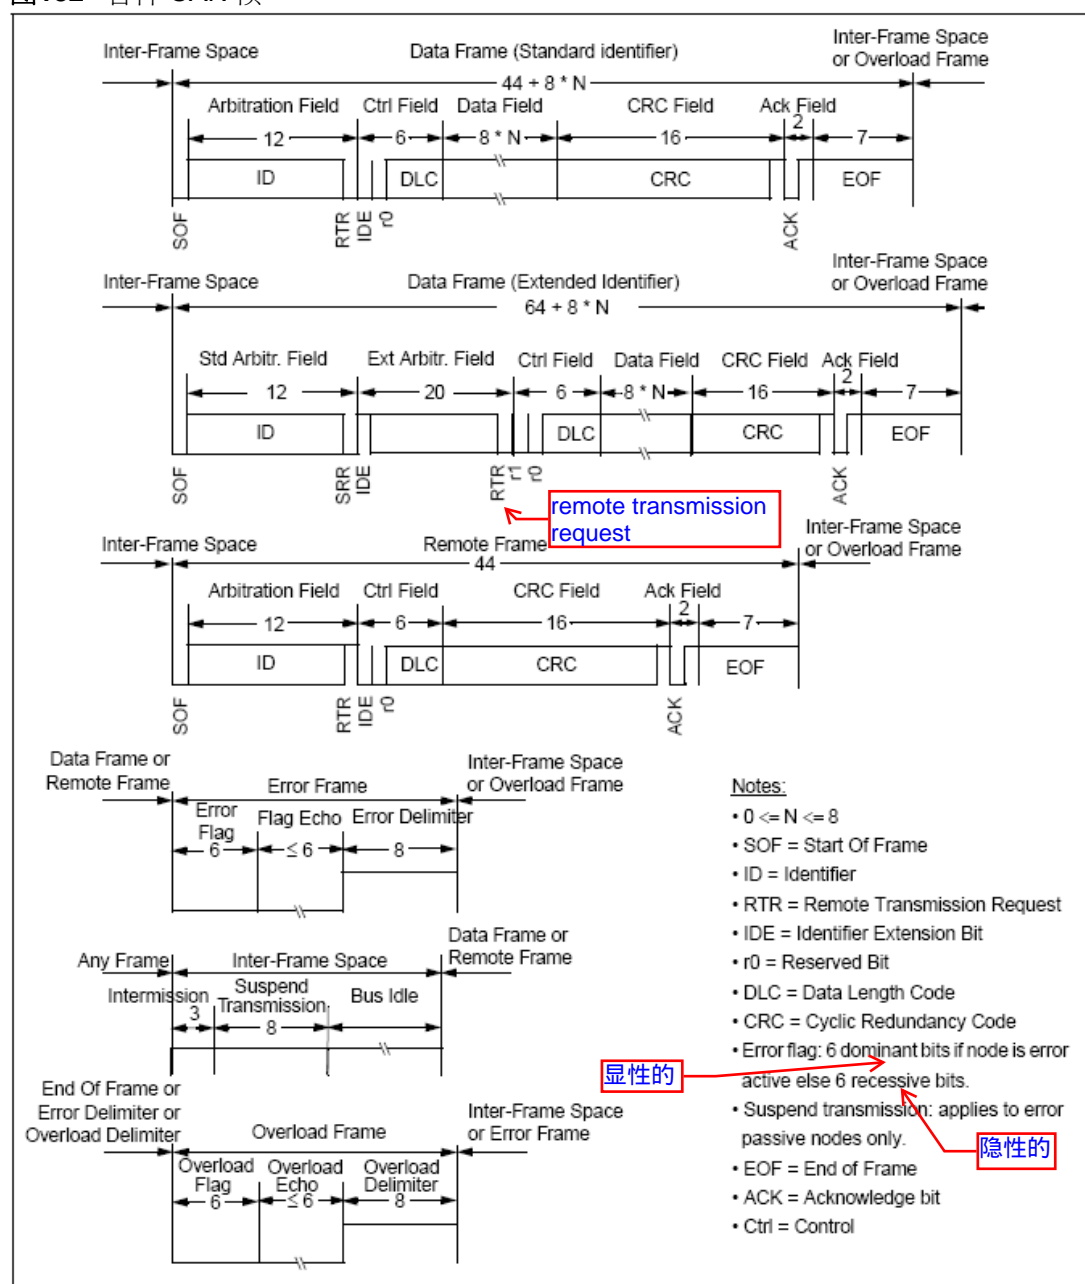 Inter-Frame Space
Data Frame (Standard identifier)
Inter-Frame Space
or Overload Frame
44 + 8 * N
Arbitration Field
Ctrl Field
Data Field
CRC Field
Ack Field
12
6
8 * N
16
2
7
ID
DLC
CRC
EOF
SOF
RTR
IDE
r0
ACK
Inter-Frame Space
Data Frame (Extended Identifier)
Inter-Frame Space
or Overload Frame
64 + 8 * N
Std Arbitr. Field
Ext Arbitr. Field
Ctrl Field
Data Field
CRC Field
Ack Field
12
20
6
8 * N
16
2
7
ID
DLC
CRC
EOF
SOF
SRR
IDE
RTR
r1
r0
ACK
remote transmission
request
Inter-Frame Space
Remote Frame
Inter-Frame Space
or Overload Frame
44
Arbitration Field
Ctrl Field
CRC Field
Ack Field
12
6
16
2
7
ID
DLC
CRC
EOF
SOF
RTR
IDE
r0
ACK
Data Frame or
Remote Frame
Error Frame
Inter-Frame Space
or Overload Frame
Error
Flag
Flag Echo
Error Delimiter
6
≤ 6
8
Any Frame
Inter-Frame Space
Data Frame or
Remote Frame
Intermission
Suspend
Transmission
Bus Idle
3
8
End Of Frame or
Error Delimiter or
Overload Delimiter
Overload Frame
Inter-Frame Space
or Error Frame
Overload
Flag
Overload
Echo
Overload
Delimiter
6
≤ 6
8
Notes:
• 0 <= N <= 8
• SOF = Start Of Frame
• ID = Identifier
• RTR = Remote Transmission Request
• IDE = Identifier Extension Bit
• r0 = Reserved Bit
• DLC = Data Length Code
• CRC = Cyclic Redundancy Code
• Error flag: 6 dominant bits if node is error
active else 6 recessive bits.
• Suspend transmission: applies to error
passive nodes only.
• EOF = End of Frame
• ACK = Acknowledge bit
• Ctrl = Control
显性的
隐性的